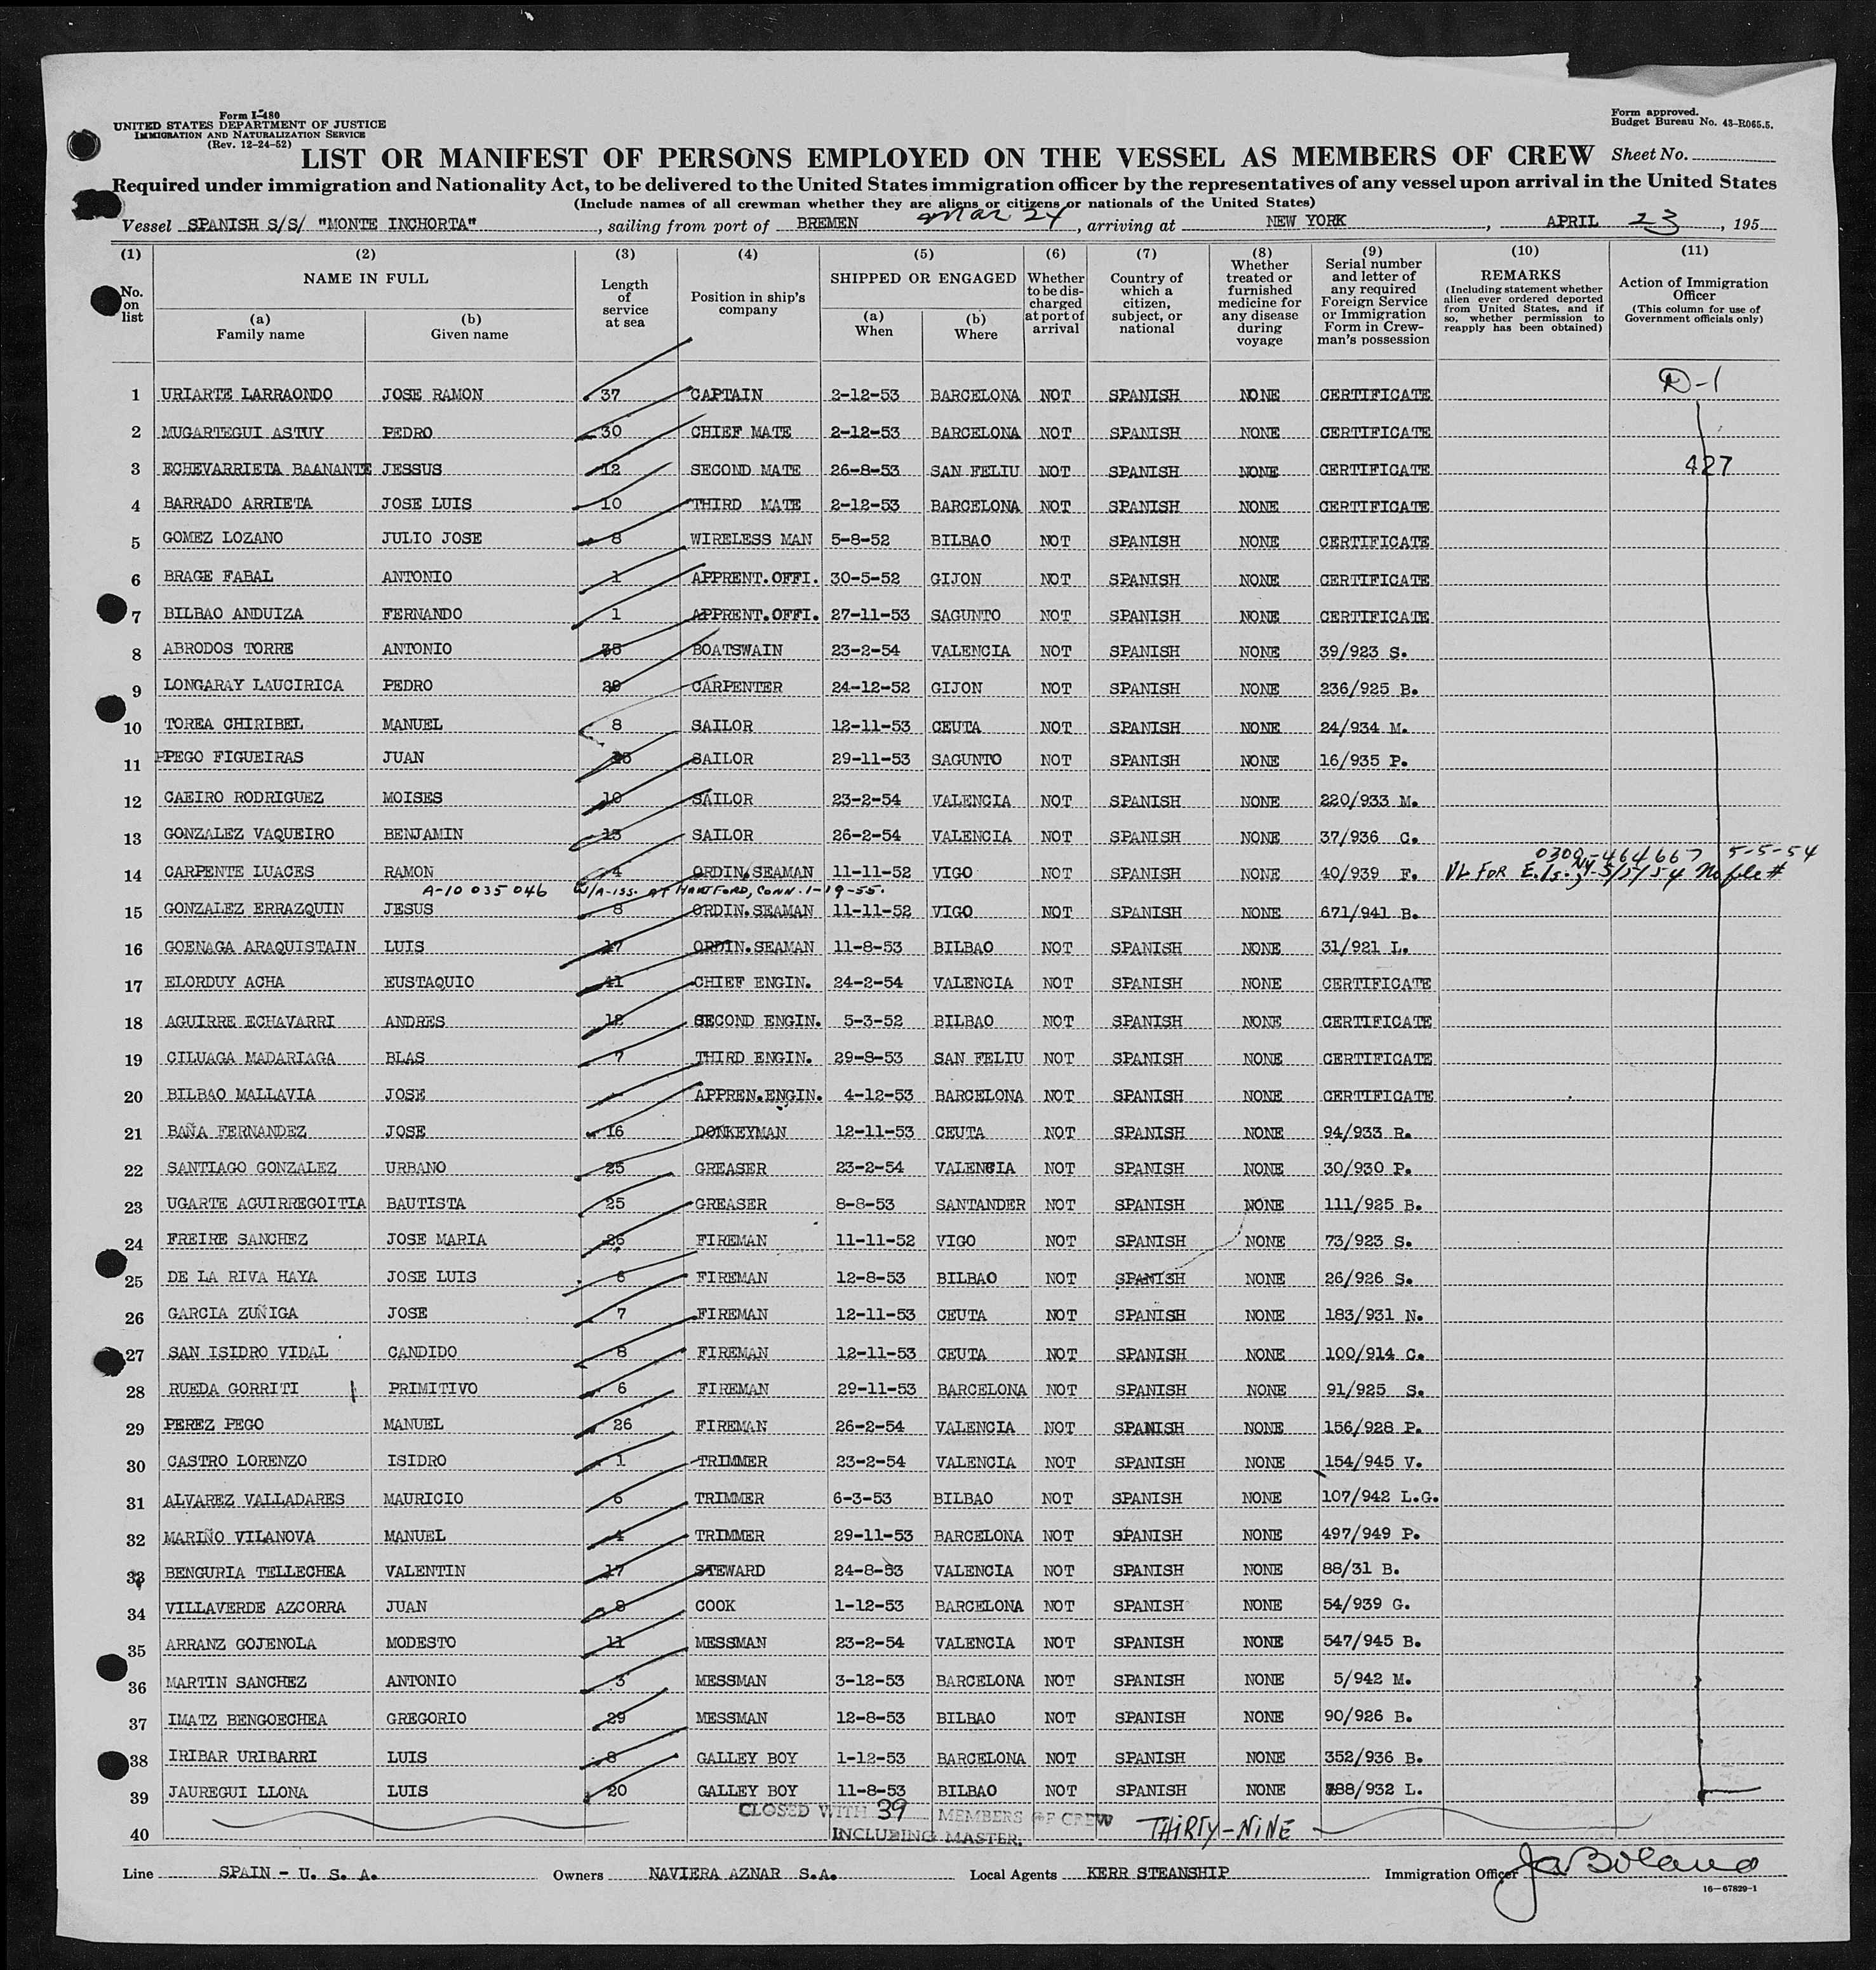 Form I-480
UNITED STATES DEPARTMENT OF JUSTICE
IMMIGRATION AND NATURALIZATION SERVICE
(Rev. 12-24-52)
Form approved.
Budget Bureau No. 43-R065.5.
LIST OR MANIFEST OF PERSONS EMPLOYED ON THE VESSEL AS MEMBERS OF CREW Sheet No.
Required under immigration and Nationality Act, to be delivered to the United States immigration officer by the representatives of any vessel upon arrival in the United States
(Include names of all crewman whether they are aliens or citizens or nationals of the United States)
Vessel SPANISH S/S/ "MONTE INCHORTA", sailing from port of BREMEN Mar 24, arriving at NEW YORK, APRIL 23, 195
(1) No. on list (2) NAME IN FULL (a) Family name (b) Given name (3) Length of service at sea (4) Position in ship's company (5) SHIPPED OR ENGAGED (a) When (b) Where (6) Whether to be discharged at port of arrival (7) Country of which a citizen, subject, or national (8) Whether treated or furnished medicine for any disease during voyage (9) Serial number and letter of any required Foreign Service or Immigration Form in Crewman's possession (10) REMARKS (Including statement whether alien ever ordered deported from United States, and if so, whether permission to reapply has been obtained) (11) Action of Immigration Officer (This column for use of Government officials only)
1 URIARTE LARRAONDO JOSE RAMON 37 CAPTAIN 2-12-53 BARCELONA NOT SPANISH NONE CERTIFICATE D-1
2 MUGARTEGUI ASTUY PEDRO 30 CHIEF MATE 2-12-53 BARCELONA NOT SPANISH NONE CERTIFICATE
3 ECHEVARRIETA BAANANTE JESSUS 12 SECOND MATE 26-8-53 SAN FELIU NOT SPANISH NONE CERTIFICATE 427
4 BARRADO ARRIETA JOSE LUIS 10 THIRD MATE 2-12-53 BARCELONA NOT SPANISH NONE CERTIFICATE
5 GOMEZ LOZANO JULIO JOSE 8 WIRELESS MAN 5-8-52 BILBAO NOT SPANISH NONE CERTIFICATE
6 BRAGE FABAL ANTONIO 1 APPRENT.OFFI. 30-5-52 GIJON NOT SPANISH NONE CERTIFICATE
7 BILBAO ANDUIZA FERNANDO 1 APPRENT.OFFI. 27-11-53 SAGUNTO NOT SPANISH NONE CERTIFICATE
8 ABRODOS TORRE ANTONIO 35 BOATSWAIN 23-2-54 VALENCIA NOT SPANISH NONE 39/923 S.
9 LONGARAY LAUCIRICA PEDRO 29 CARPENTER 24-12-52 GIJON NOT SPANISH NONE 236/925 B.
10 TOREA CHIRIBEL MANUEL 8 SAILOR 12-11-53 CEUTA NOT SPANISH NONE 24/934 M.
11 PPEGO FIGUEIRAS JUAN SAILOR 29-11-53 SAGUNTO NOT SPANISH NONE 16/935 P.
12 CAEIRO RODRIGUEZ MOISES 10 SAILOR 23-2-54 VALENCIA NOT SPANISH NONE 220/933 M.
13 GONZALEZ VAQUEIRO BENJAMIN 13 SAILOR 26-2-54 VALENCIA NOT SPANISH NONE 37/936 C.
0300-464667 5-5-54
14 CARPENTE LUACES RAMON 4 ORDIN.SEAMAN 11-11-52 VIGO NOT SPANISH NONE 40/939 F. VL FOR E. Is. NY 5/5/54 No file #
A-10 035 046 W/A-ISS. AT HARTFORD, CONN. 1-19-55.
15 GONZALEZ ERRAZQUIN JESUS 8 ORDIN.SEAMAN 11-11-52 VIGO NOT SPANISH NONE 671/941 B.
16 GOENAGA ARAQUISTAIN LUIS 17 ORDIN.SEAMAN 11-8-53 BILBAO NOT SPANISH NONE 31/921 L.
17 ELORDUY ACHA EUSTAQUIO 41 CHIEF ENGIN. 24-2-54 VALENCIA NOT SPANISH NONE CERTIFICATE
18 AGUIRRE ECHAVARRI ANDRES 12 SECOND ENGIN. 5-3-52 BILBAO NOT SPANISH NONE CERTIFICATE
19 CILUAGA MADARIAGA BLAS 7 THIRD ENGIN. 29-8-53 SAN FELIU NOT SPANISH NONE CERTIFICATE
20 BILBAO MALLAVIA JOSE - APPREN.ENGIN. 4-12-53 BARCELONA NOT SPANISH NONE CERTIFICATE
21 BAÑA FERNANDEZ JOSE 16 DONKEYMAN 12-11-53 CEUTA NOT SPANISH NONE 94/933 R.
22 SANTIAGO GONZALEZ URBANO 25 GREASER 23-2-54 VALENCIA NOT SPANISH NONE 30/930 P.
23 UGARTE AGUIRREGOITIA BAUTISTA 25 GREASER 8-8-53 SANTANDER NOT SPANISH NONE 111/925 B.
24 FREIRE SANCHEZ JOSE MARIA 26 FIREMAN 11-11-52 VIGO NOT SPANISH NONE 73/923 S.
25 DE LA RIVA HAYA JOSE LUIS 6 FIREMAN 12-8-53 BILBAO NOT SPANISH NONE 26/926 S.
26 GARCIA ZUÑIGA JOSE 7 FIREMAN 12-11-53 CEUTA NOT SPANISH NONE 183/931 N.
27 SAN ISIDRO VIDAL CANDIDO 8 FIREMAN 12-11-53 CEUTA NOT SPANISH NONE 100/914 C.
28 RUEDA GORRITI PRIMITIVO 6 FIREMAN 29-11-53 BARCELONA NOT SPANISH NONE 91/925 S.
29 PEREZ PEGO MANUEL 26 FIREMAN 26-2-54 VALENCIA NOT SPANISH NONE 156/928 P.
30 CASTRO LORENZO ISIDRO 1 TRIMMER 23-2-54 VALENCIA NOT SPANISH NONE 154/945 V.
31 ALVAREZ VALLADARES MAURICIO 6 TRIMMER 6-3-53 BILBAO NOT SPANISH NONE 107/942 L.G.
32 MARIÑO VILANOVA MANUEL 4 TRIMMER 29-11-53 BARCELONA NOT SPANISH NONE 497/949 P.
33 BENGURIA TELLECHEA VALENTIN 17 STEWARD 24-8-53 VALENCIA NOT SPANISH NONE 88/31 B.
34 VILLAVERDE AZCORRA JUAN 8 COOK 1-12-53 BARCELONA NOT SPANISH NONE 54/939 G.
35 ARRANZ GOJENOLA MODESTO 11 MESSMAN 23-2-54 VALENCIA NOT SPANISH NONE 547/945 B.
36 MARTIN SANCHEZ ANTONIO 3 MESSMAN 3-12-53 BARCELONA NOT SPANISH NONE 5/942 M.
37 IMATZ BENGOECHEA GREGORIO 29 MESSMAN 12-8-53 BILBAO NOT SPANISH NONE 90/926 B.
38 IRIBAR URIBARRI LUIS 8 GALLEY BOY 1-12-53 BARCELONA NOT SPANISH NONE 352/936 B.
39 JAUREGUI LLONA LUIS 20 GALLEY BOY 11-8-53 BILBAO NOT SPANISH NONE 788/932 L.
CLOSED WITH 39 MEMBERS OF CREW
40 INCLUDING MASTER. THIRTY-NINE
Line SPAIN - U. S. A. Owners NAVIERA AZNAR S.A. Local Agents KERR STEANSHIP Immigration Officer JA Boland
16-67829-1